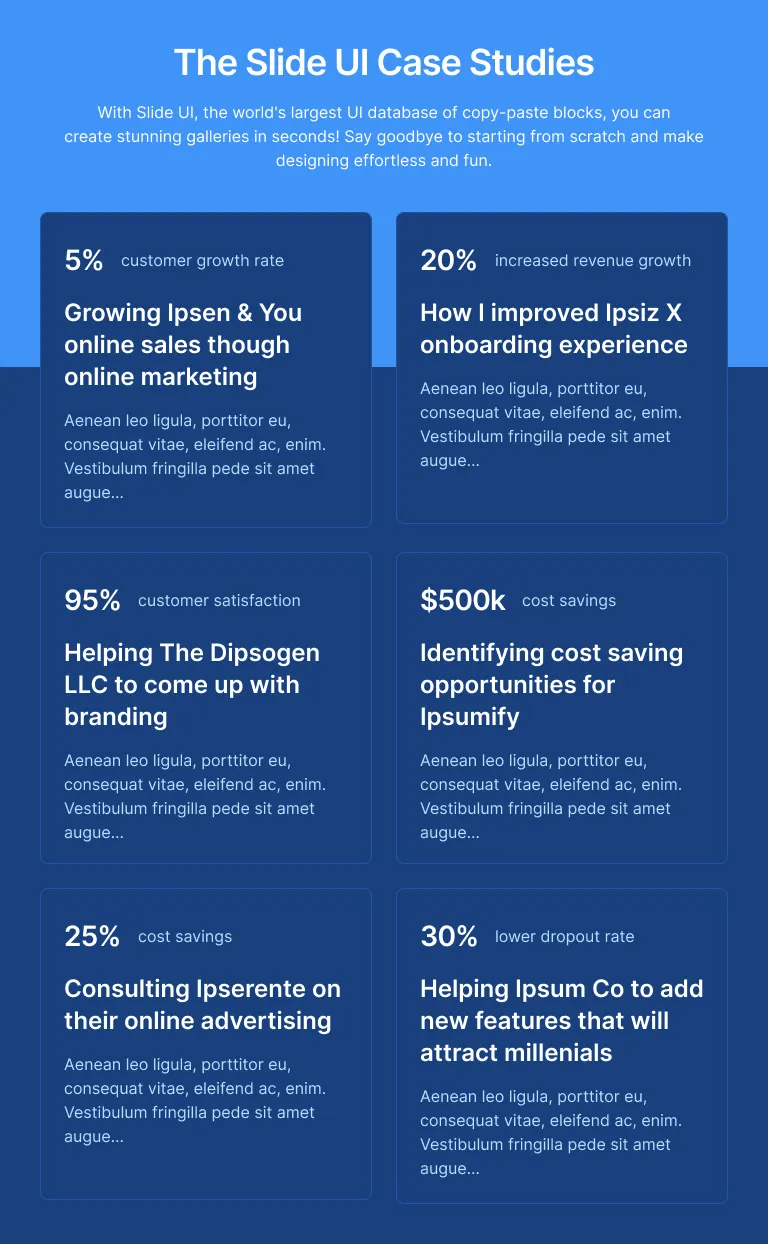 The Slide UI Case Studies
With Slide UI, the world's largest UI database of copy-paste blocks, you can
create stunning galleries in seconds! Say goodbye to starting from scratch and make
designing effortless and fun.
5% customer growth rate
Growing Ipsen & You
online sales though
online marketing
Aenean leo ligula, porttitor eu,
consequat vitae, eleifend ac, enim.
Vestibulum fringilla pede sit amet
augue...
20% increased revenue growth
How I improved Ipsiz X
onboarding experience
Aenean leo ligula, porttitor eu,
consequat vitae, eleifend ac, enim.
Vestibulum fringilla pede sit amet
augue...
95% customer satisfaction
Helping The Dipsogen
LLC to come up with
branding
Aenean leo ligula, porttitor eu,
consequat vitae, eleifend ac, enim.
Vestibulum fringilla pede sit amet
augue...
$500k cost savings
Identifying cost saving
opportunities for
Ipsumify
Aenean leo ligula, porttitor eu,
consequat vitae, eleifend ac, enim.
Vestibulum fringilla pede sit amet
augue...
25% cost savings
Consulting Ipserente on
their online advertising
Aenean leo ligula, porttitor eu,
consequat vitae, eleifend ac, enim.
Vestibulum fringilla pede sit amet
augue...
30% lower dropout rate
Helping Ipsum Co to add
new features that will
attract millenials
Aenean leo ligula, porttitor eu,
consequat vitae, eleifend ac, enim.
Vestibulum fringilla pede sit amet
augue...